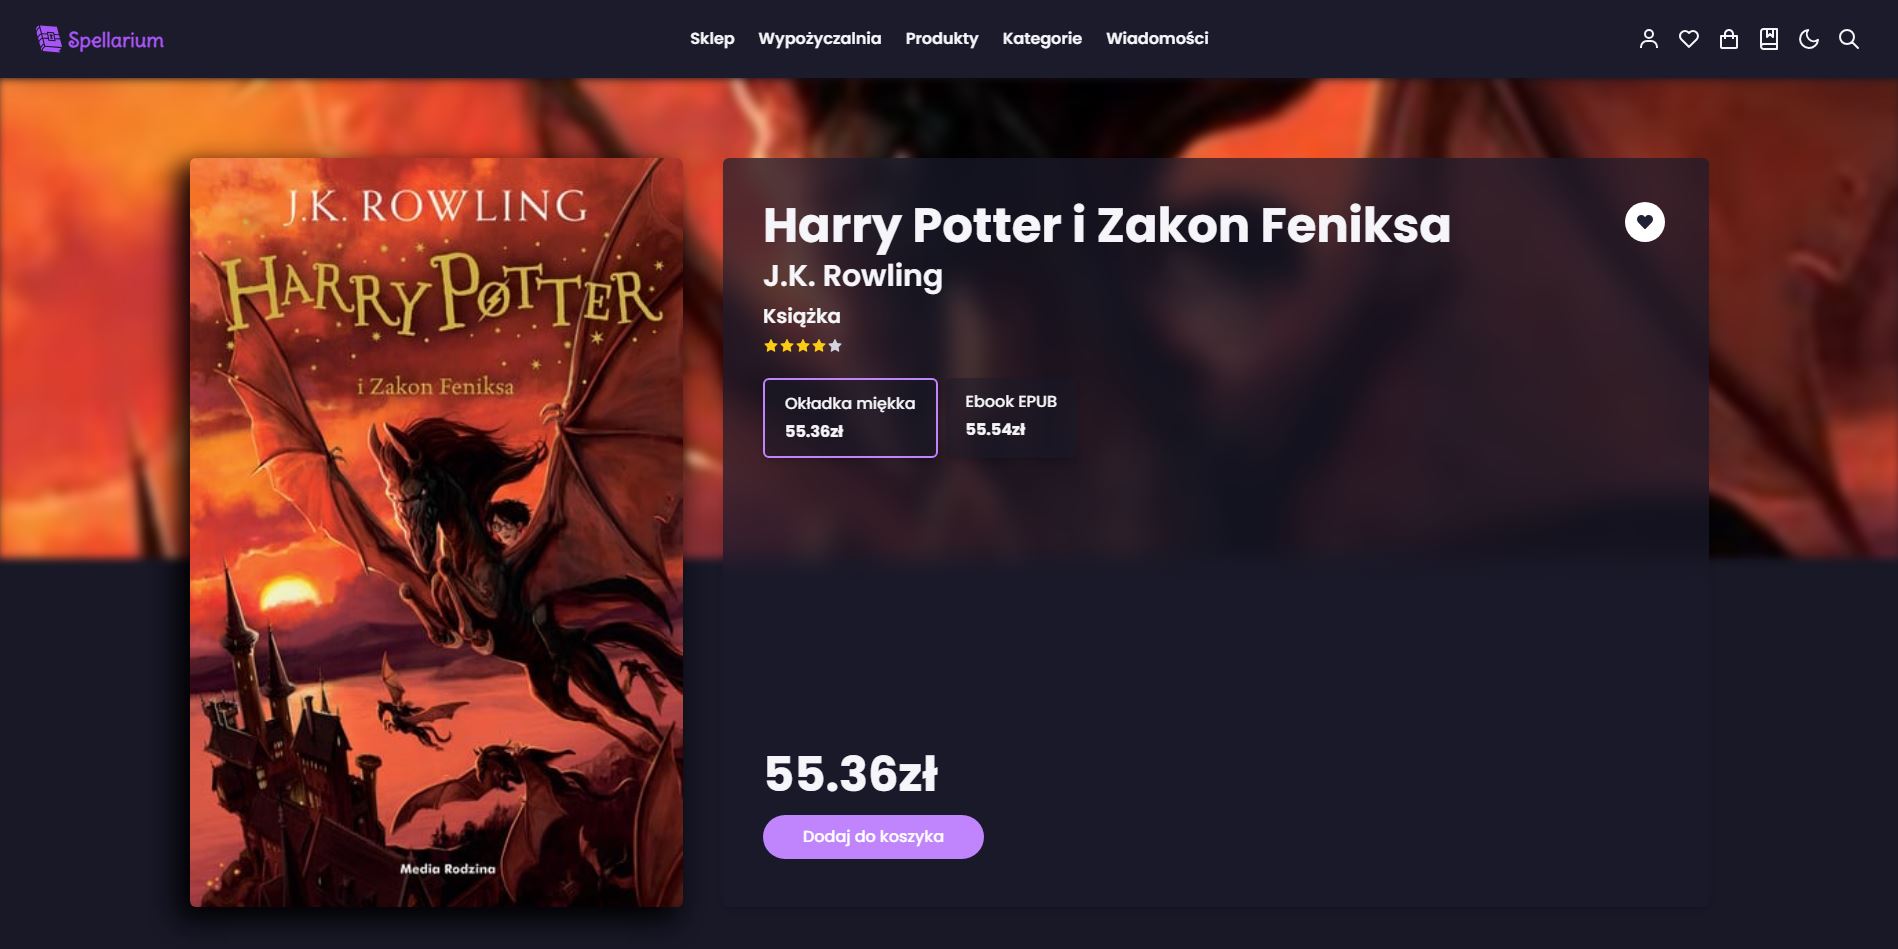 Spellarium
Sklep Wypożyczalnia Produkty Kategorie Wiadomości
J.K. ROWLING
HARRY POTTER
i Zakon Feniksa
Media Rodzina
Harry Potter i Zakon Feniksa
J.K. Rowling
Książka
Okładka miękka
55.36zł
Ebook EPUB
55.54zł
55.36zł
Dodaj do koszyka